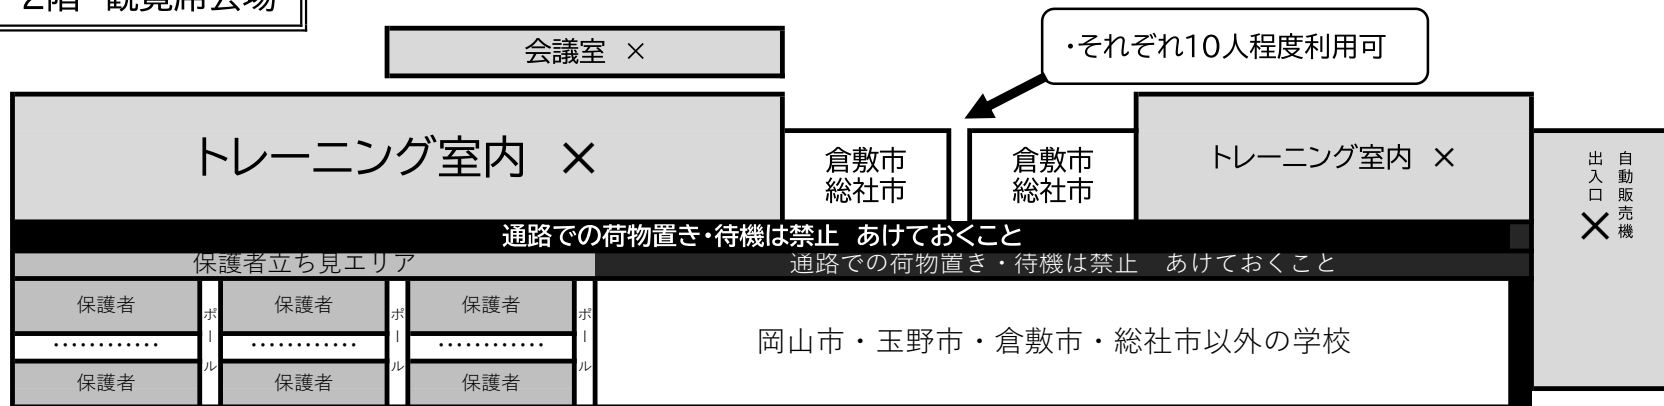 2階　観覧席会場
会議室　×
・それぞれ10人程度利用可
トレーニング室内　×
倉敷市
総社市
倉敷市
総社市
トレーニング室内　×
自動販売機
出入口
×
通路での荷物置き・待機は禁止　あけておくこと
保護者立ち見エリア
通路での荷物置き・待機は禁止　あけておくこと
保護者
ポール
保護者
ポール
保護者
ポール
…………
…………
…………
保護者
保護者
保護者
岡山市・玉野市・倉敷市・総社市以外の学校